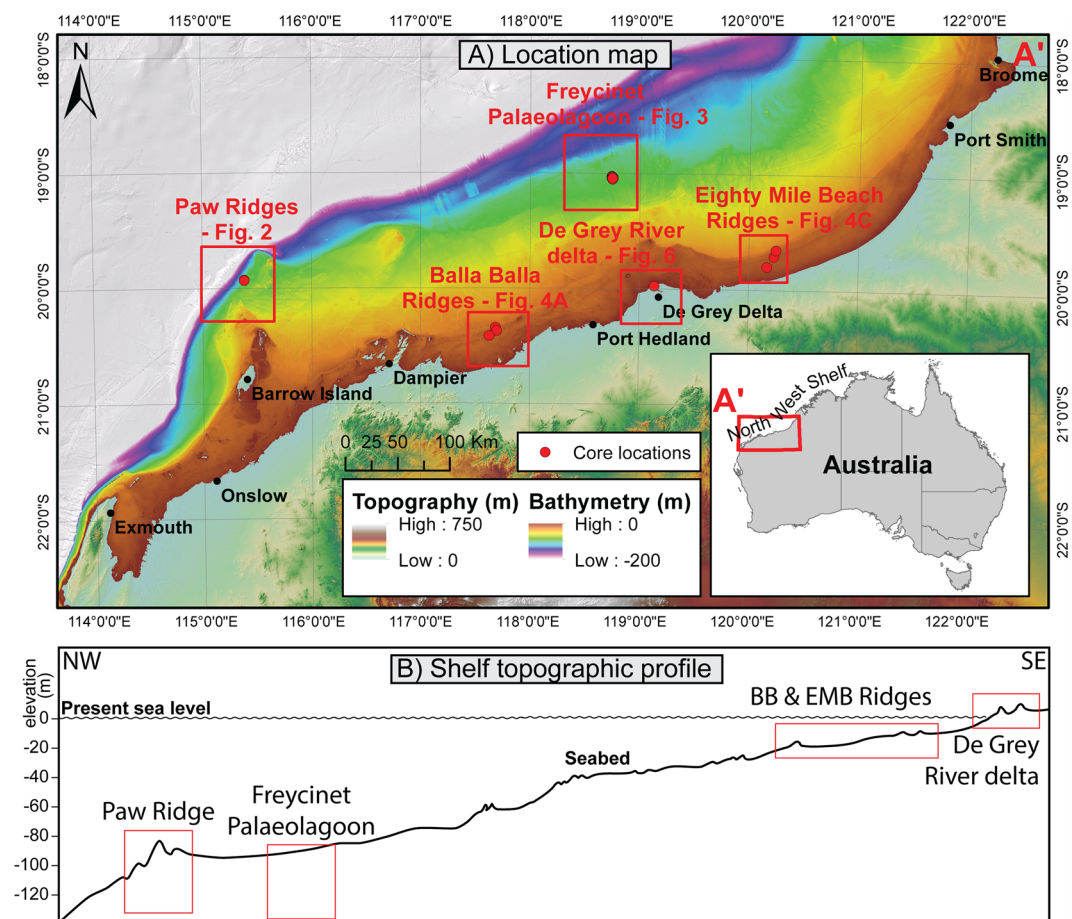 114°0'0"E 115°0'0"E 116°0'0"E 117°0'0"E 118°0'0"E 119°0'0"E 120°0'0"E 121°0'0"E 122°0'0"E
A) Location map
N
A'
Broome
Freycinet
Palaeolagoon - Fig. 3
Port Smith
Paw Ridges
- Fig. 2
Eighty Mile Beach
Ridges - Fig. 4C
De Grey River
delta - Fig. 6
Balla Balla
Ridges - Fig. 4A
De Grey Delta
Port Hedland
Dampier
Barrow Island
Onslow
Exmouth
18°0'0"S
19°0'0"S
20°0'0"S
21°0'0"S
22°0'0"S
18°0'0"S
19°0'0"S
20°0'0"S
21°0'0"S
22°0'0"S
0 25 50 100 Km
Core locations
Topography (m)
High : 750
Low : 0
Bathymetry (m)
High : 0
Low : -200
A'
North West Shelf
Australia
114°0'0"E 115°0'0"E 116°0'0"E 117°0'0"E 118°0'0"E 119°0'0"E 120°0'0"E 121°0'0"E 122°0'0"E
NW
B) Shelf topographic profile
SE
elevation
(m)
Present sea level
BB & EMB Ridges
De Grey
River delta
Seabed
Freycinet
Palaeolagoon
Paw Ridge
0
-20
-40
-60
-80
-100
-120